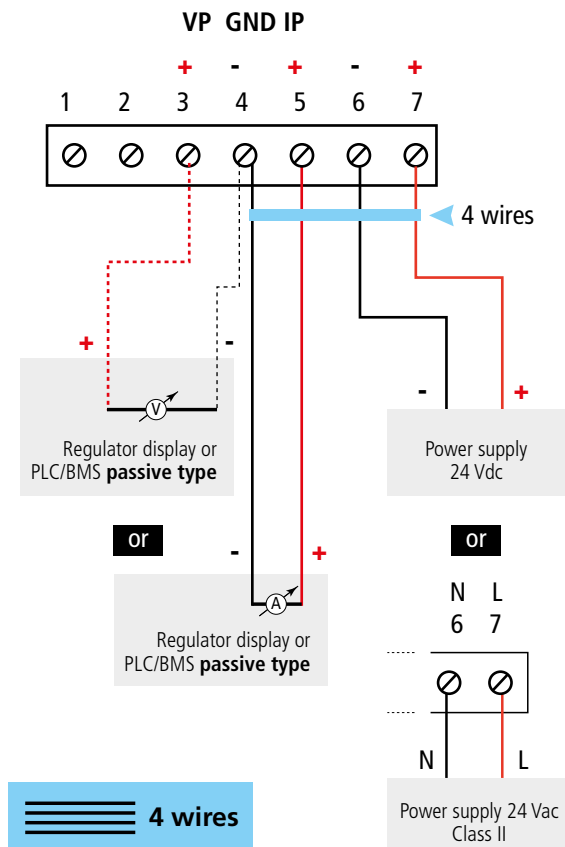 VP GND IP
+ - + - +
1 2 3 4 5 6 7
4 wires
+ -
V
Regulator display or
PLC/BMS passive type
- +
Power supply
24 Vdc
or
- +
A
Regulator display or
PLC/BMS passive type
or
N L
6 7
N L
Power supply 24 Vac
Class II
4 wires